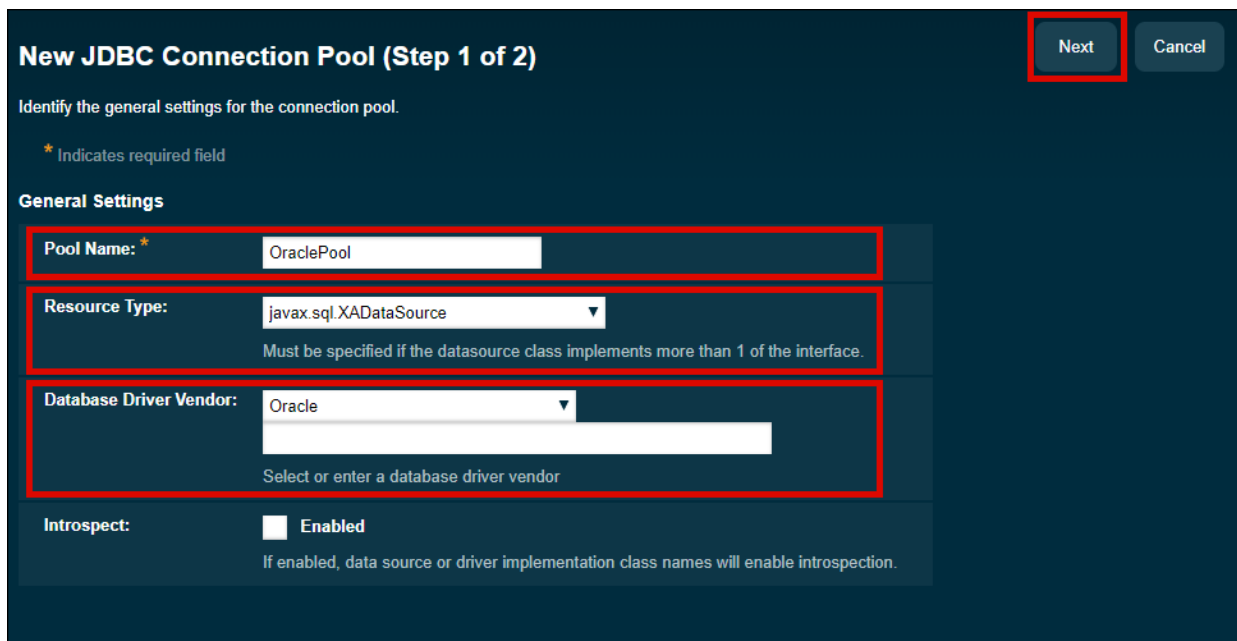 New JDBC Connection Pool (Step 1 of 2)
Next
Cancel
Identify the general settings for the connection pool.
* Indicates required field
General Settings
Pool Name: *
OraclePool
Resource Type:
javax.sql.XADataSource
Must be specified if the datasource class implements more than 1 of the interface.
Database Driver Vendor:
Oracle
Select or enter a database driver vendor
Introspect:
Enabled
If enabled, data source or driver implementation class names will enable introspection.